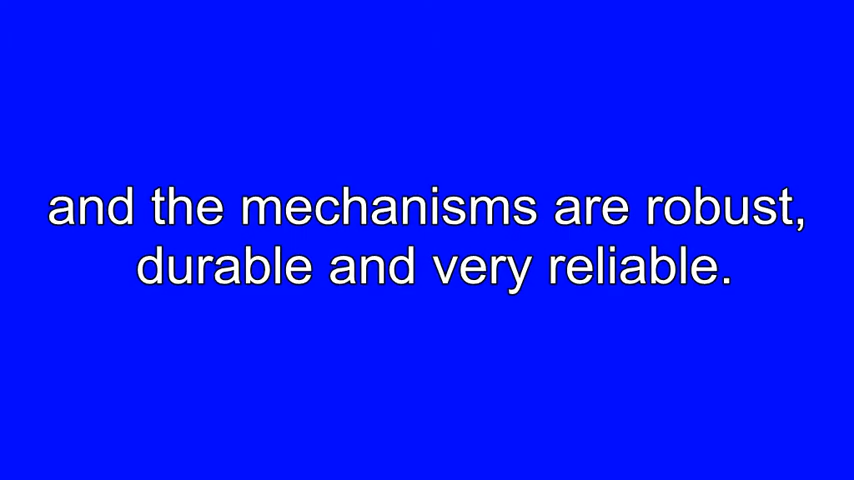 and the mechanisms are robust,
durable and very reliable.